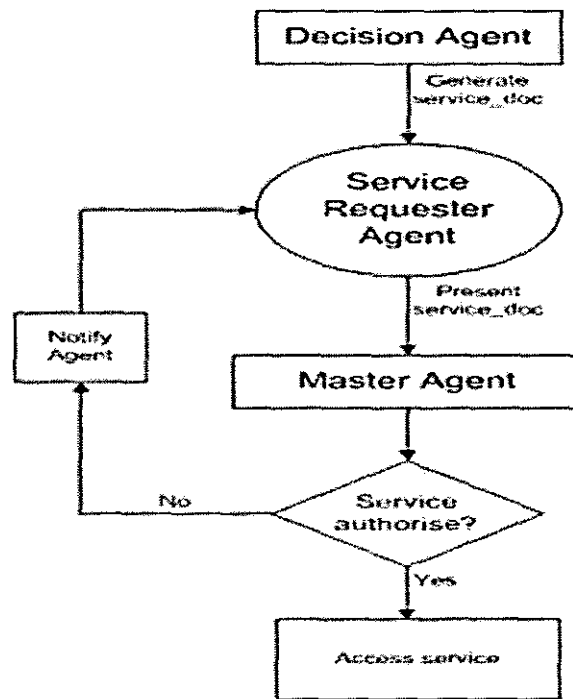 Decision Agent
Generate
service_doc
Service
Requester
Agent
Present
service_doc
Notify
Agent
Master Agent
No
Service
authorise?
Yes
Access service